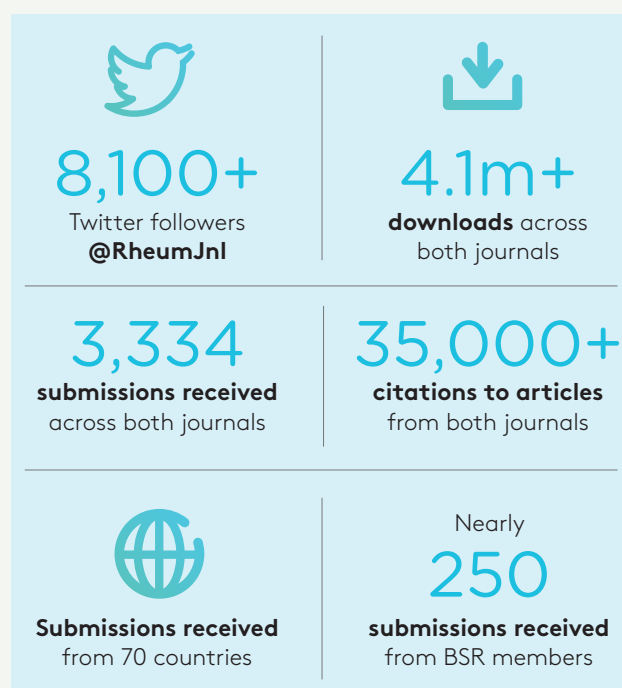 8,100+
Twitter followers
@RheumJnl
4.1m+
downloads across
both journals
3,334
submissions received
across both journals
35,000+
citations to articles
from both journals
Submissions received
from 70 countries
Nearly
250
submissions received
from BSR members